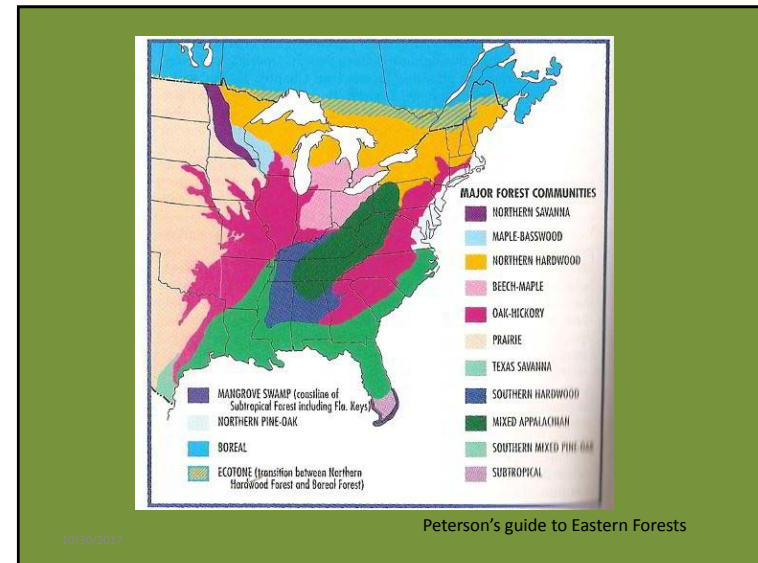 MAJOR FOREST COMMUNITIES
NORTHERN SAVANNA
MAPLE-BASSWOOD
NORTHERN HARDWOOD
BEECH-MAPLE
OAK-HICKORY
PRAIRIE
TEXAS SAVANNA
SOUTHERN HARDWOOD
MIXED APPALACHIAN
SOUTHERN MIXED PINE-OAK
SUBTROPICAL
MANGROVE SWAMP (coastline of
Subtropical Forest including Fla. Keys)
NORTHERN PINE-OAK
BOREAL
ECOTONE (transition between Northern
Hardwood Forest and Boreal Forest)
Peterson’s guide to Eastern Forests